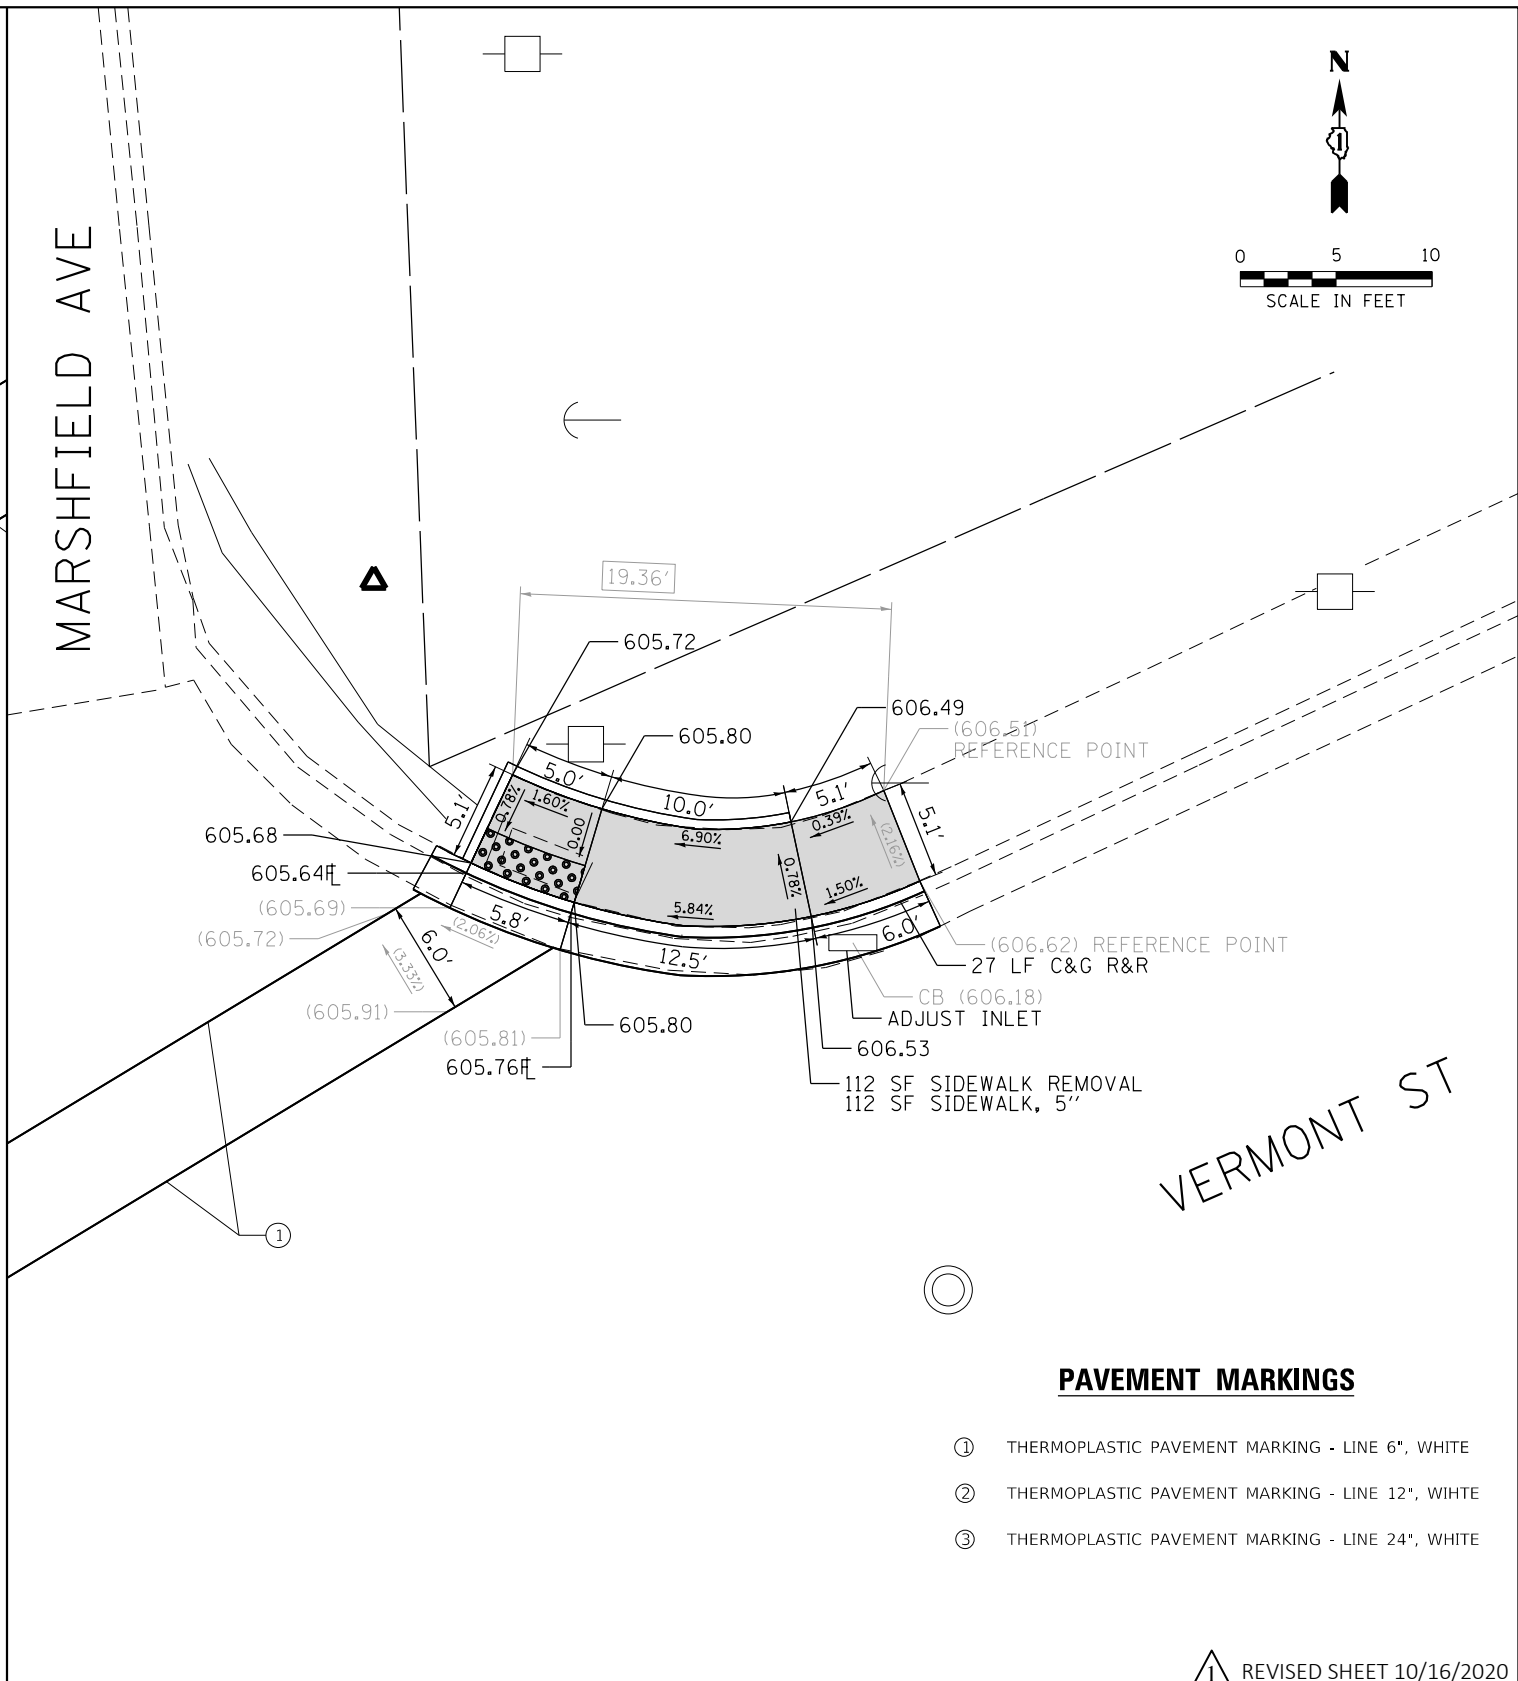 N
1
0 5 10
SCALE IN FEET
MARSHFIELD AVE
19.36'
605.72
606.49
605.80
(606.51)
REFERENCE POINT
5.0'
10.0'
5.1'
5.1'
0.78%
1.60%
0.00
6.90%
0.39%
(2.16%)
5.1'
605.68
605.64FL
0.78%
1.50%
5.84%
(605.69)
(605.72)
5.8'
(2.06%)
12.5'
6.0'
(606.62) REFERENCE POINT
27 LF C&G R&R
6.0'
(3.33%)
CB (606.18)
ADJUST INLET
(605.91)
605.80
(605.81)
606.53
605.76FL
112 SF SIDEWALK REMOVAL
112 SF SIDEWALK, 5''
VERMONT ST
1
PAVEMENT MARKINGS
1 THERMOPLASTIC PAVEMENT MARKING - LINE 6", WHITE
2 THERMOPLASTIC PAVEMENT MARKING - LINE 12", WIHTE
3 THERMOPLASTIC PAVEMENT MARKING - LINE 24", WHITE
1 REVISED SHEET 10/16/2020